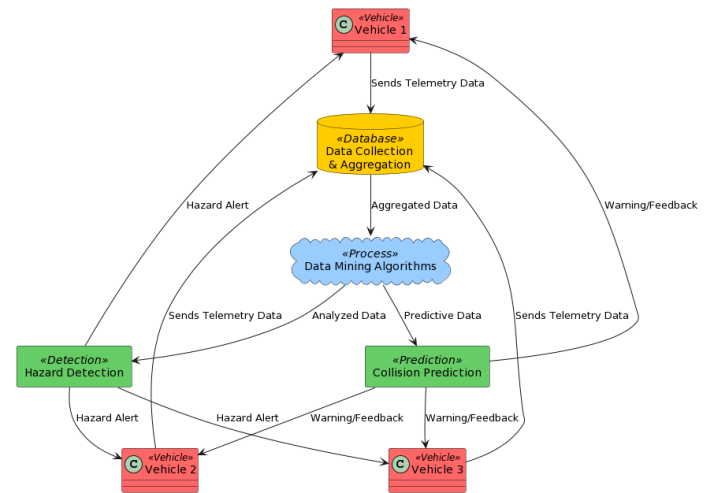 C «Vehicle»
Vehicle 1
Sends Telemetry Data
«Database»
Data Collection
& Aggregation
Hazard Alert
Aggregated Data
Warning/Feedback
«Process»
Data Mining Algorithms
Sends Telemetry Data
Analyzed Data
Predictive Data
Sends Telemetry Data
«Detection»
Hazard Detection
«Prediction»
Collision Prediction
Hazard Alert
Hazard Alert
Warning/Feedback
Warning/Feedback
C «Vehicle»
Vehicle 2
C «Vehicle»
Vehicle 3